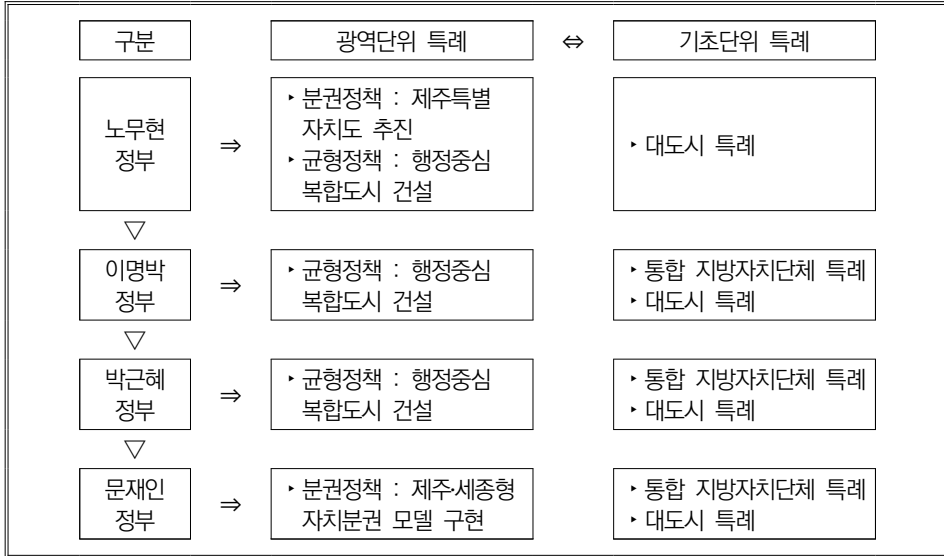 구분
광역단위 특례
⇔
기초단위 특례
노무현
정부
⇒
‣ 분권정책 : 제주특별
자치도 추진
‣ 균형정책 : 행정중심
복합도시 건설
‣ 대도시 특례
▽
이명박
정부
⇒
‣ 균형정책 : 행정중심
복합도시 건설
‣ 통합 지방자치단체 특례
‣ 대도시 특례
▽
박근혜
정부
⇒
‣ 균형정책 : 행정중심
복합도시 건설
‣ 통합 지방자치단체 특례
‣ 대도시 특례
▽
문재인
정부
⇒
‣ 분권정책 : 제주·세종형
자치분권 모델 구현
‣ 통합 지방자치단체 특례
‣ 대도시 특례